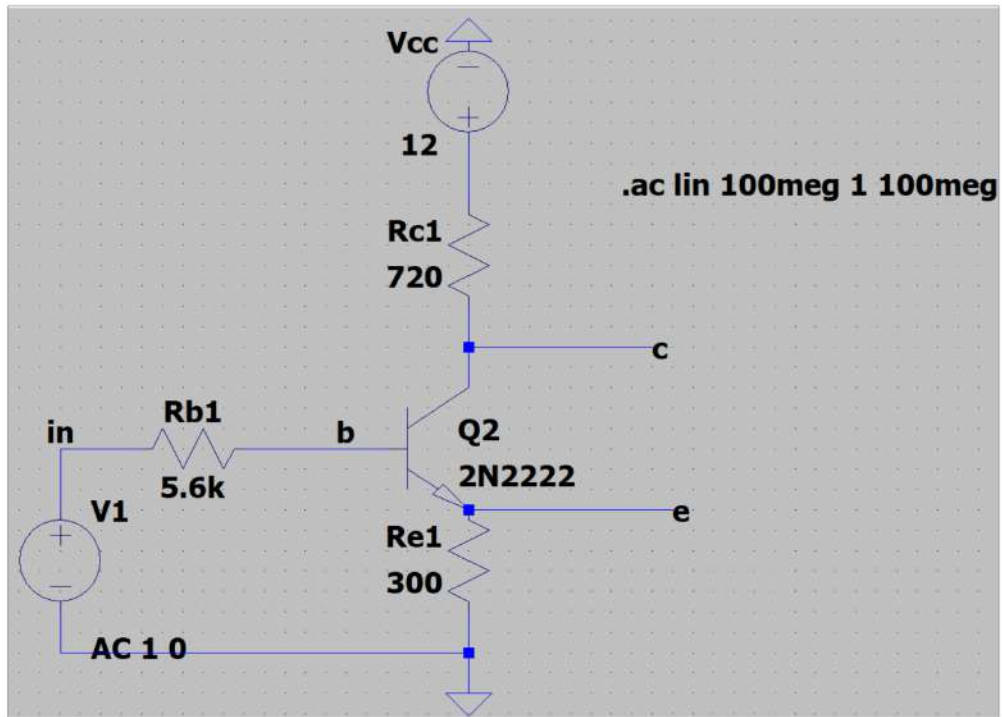 Vcc
12
.ac lin 100meg 1 100meg
Rc1
720
c
Rb1
in
b
Q2
5.6k
2N2222
V1
e
Re1
300
AC 1 0